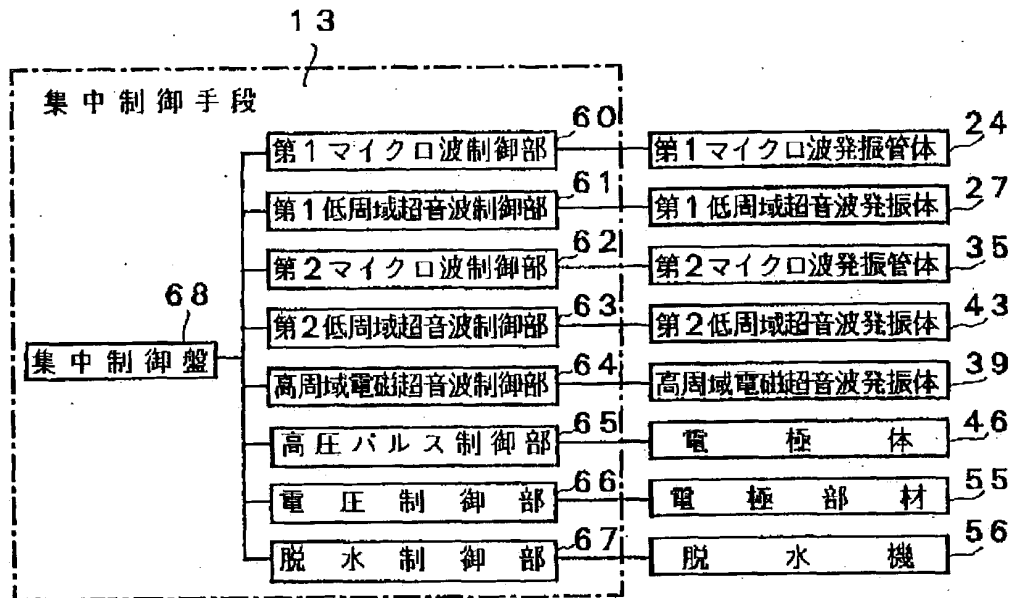 13
集中制御手段
60
24
第1マイクロ波制御部
第1マイクロ波発振管体
61
27
第1低周域超音波制御部
第1低周域超音波発振体
62
35
第2マイクロ波制御部
第2マイクロ波発振管体
68
63
43
第2低周域超音波制御部
第2低周域超音波発振体
集中制御盤
64
39
高周域電磁超音波制御部
高周域電磁超音波発振体
65
46
高圧パルス制御部
電極体
66
55
電圧制御部
電極部材
67
56
脱水制御部
脱水機